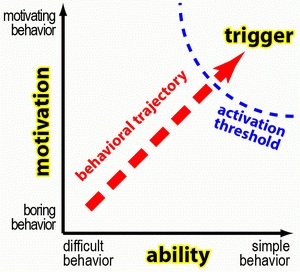 motivating
behavior
trigger
motivation
behavioral trajectory
activation
threshold
boring
behavior
difficult
behavior
ability
simple
behavior